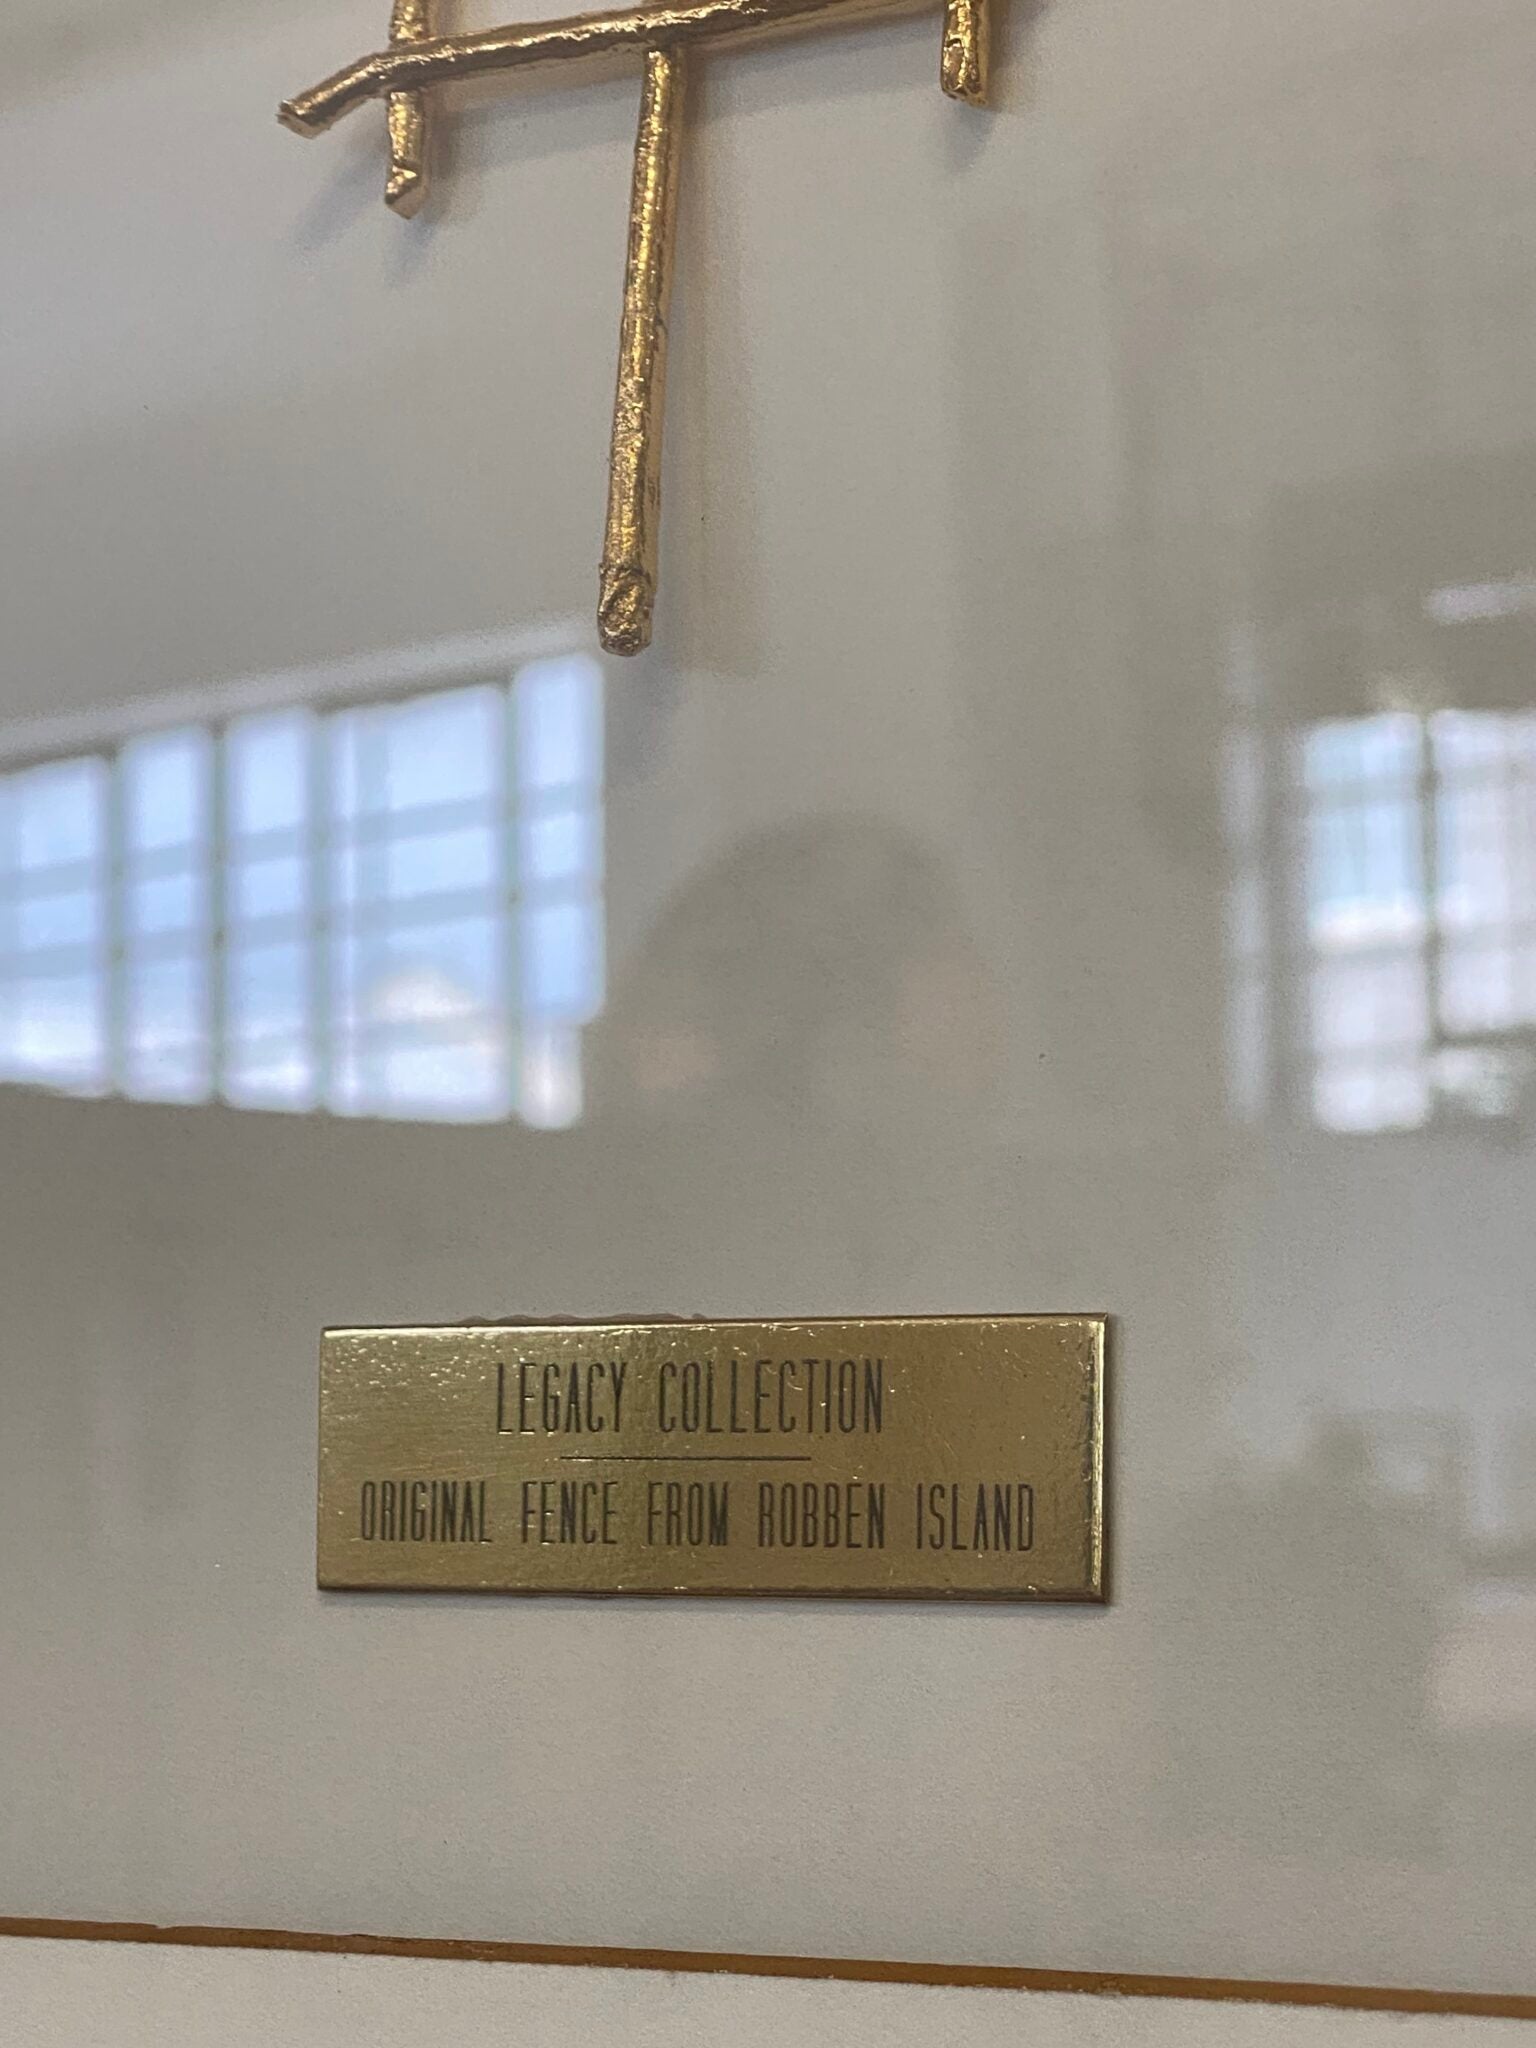 LEGACY COLLECTION
ORIGINAL FENCE FROM ROBBEN ISLAND